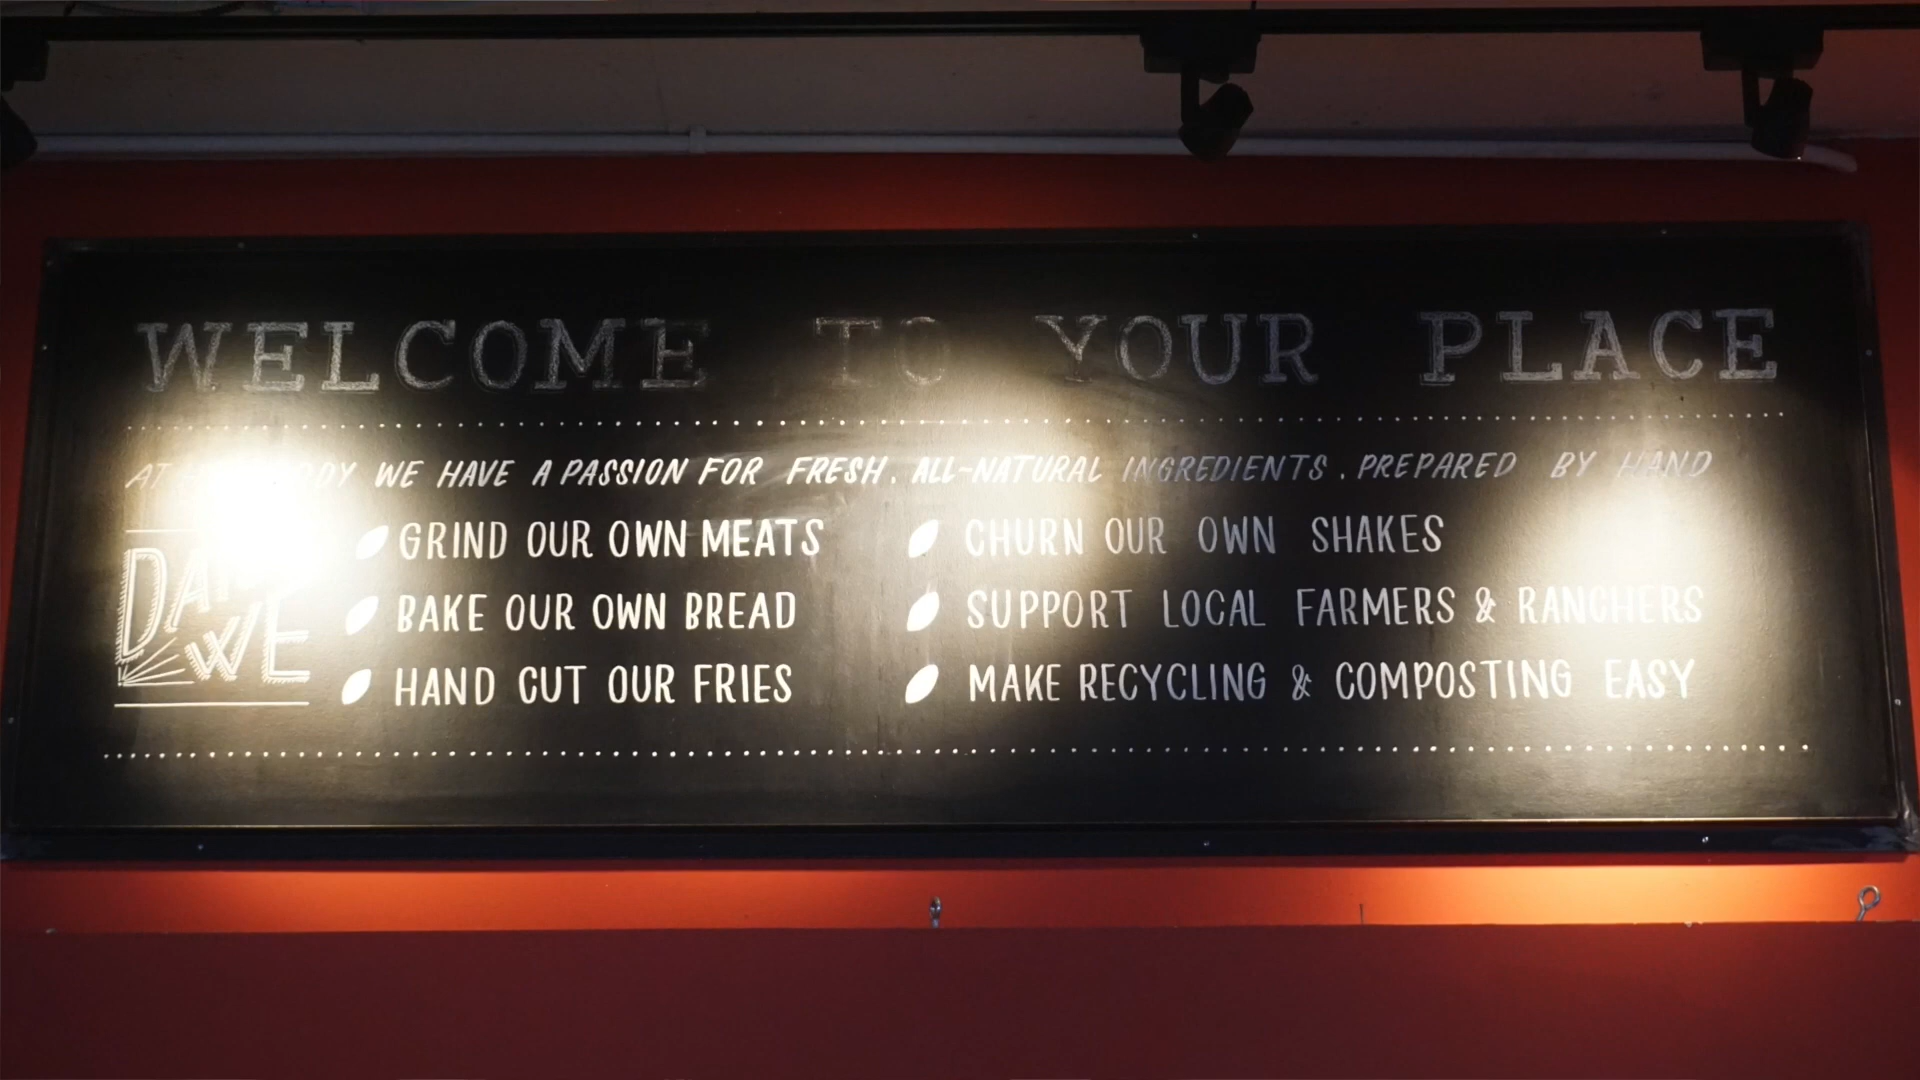 WELCOME TO YOUR PLACE
AT WE HAVE A PASSION FOR FRESH, ALL-NATURAL INGREDIENTS, PREPARED BY HAND
WE
GRIND OUR OWN MEATS
BAKE OUR OWN BREAD
HAND CUT OUR FRIES
CHURN OUR OWN SHAKES
SUPPORT LOCAL FARMERS & RANCHERS
MAKE RECYCLING & COMPOSTING EASY